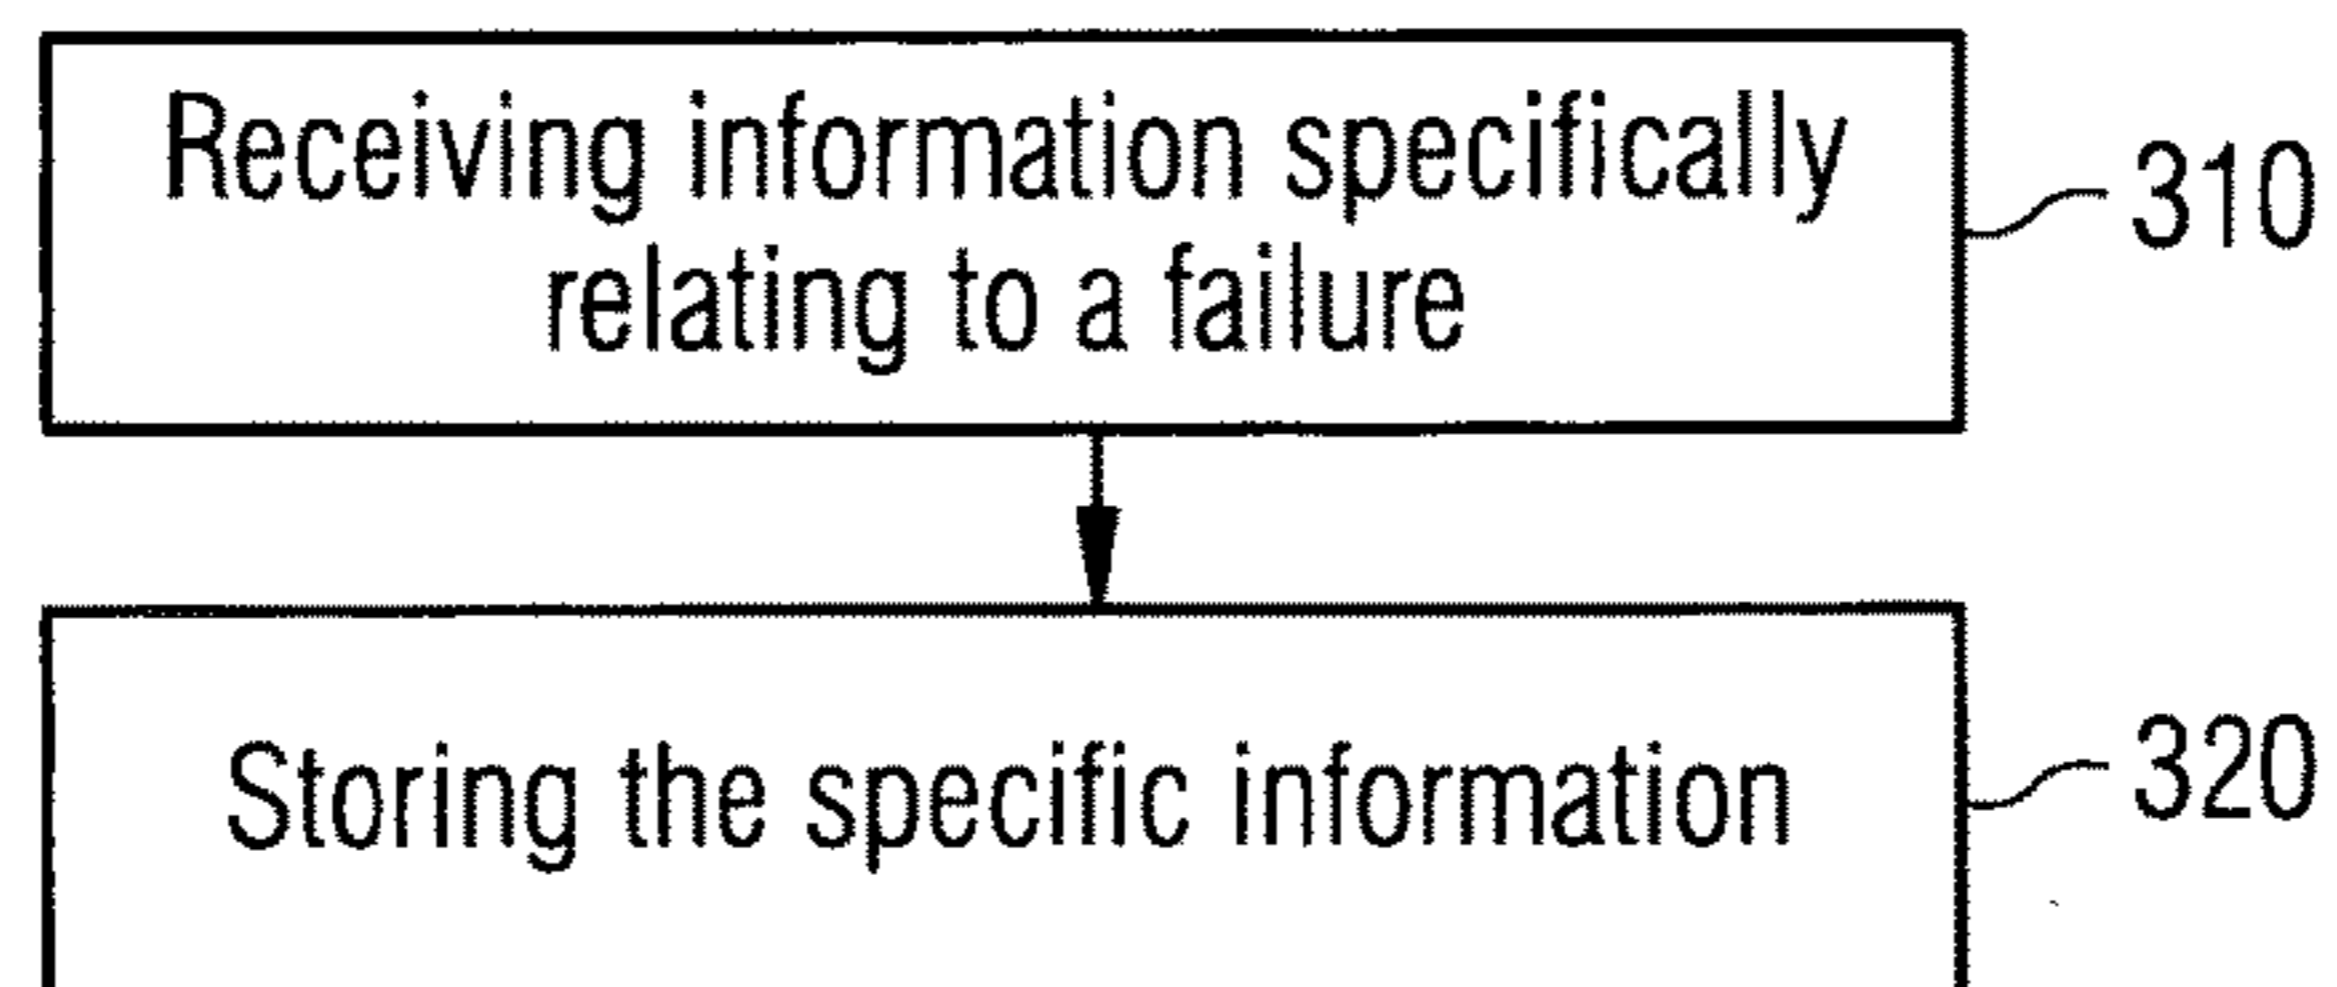 Receiving information specifically
relating to a failure
310
Storing the specific information
320